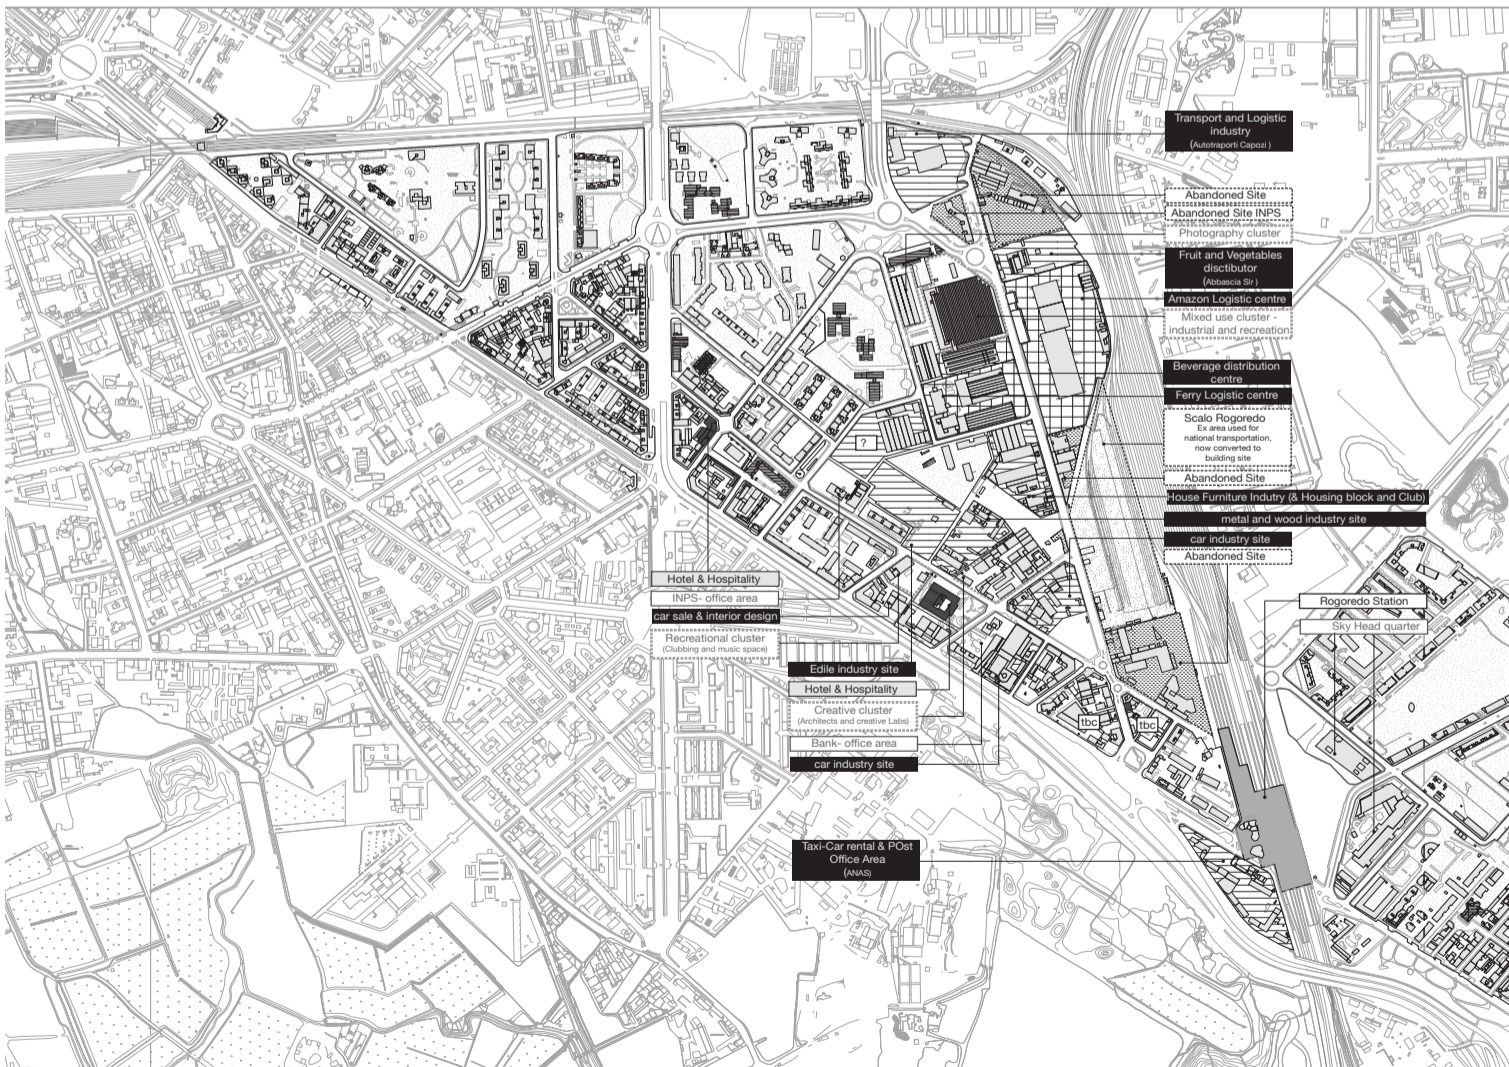 Transport and Logistic
industry
(Autotraporti Capozi )
Abandoned Site
Abandoned Site INPS
Photography cluster
Fruit and Vegetables
disctibutor
(Abbascia Slr )
Amazon Logistic centre
Mixed use cluster -
industrial and recreation
Beverage distribution
centre
Ferry Logistic centre
Scalo Rogoredo
Ex area used for
national transportation,
now converted to
building site
Abandoned Site
House Furniture Indutry (& Housing block and Club)
metal and wood industry site
car industry site
Abandoned Site
?
Hotel & Hospitality
INPS- office area
car sale & interior design
Recreational cluster
(Clubbing and music space)
Edile industry site
Hotel & Hospitality
Creative cluster
(Architects and creative Labs)
Bank- office area
car industry site
tbc
tbc
Rogoredo Station
Sky Head quarter
Taxi-Car rental & POst
Office Area
(ANAS)